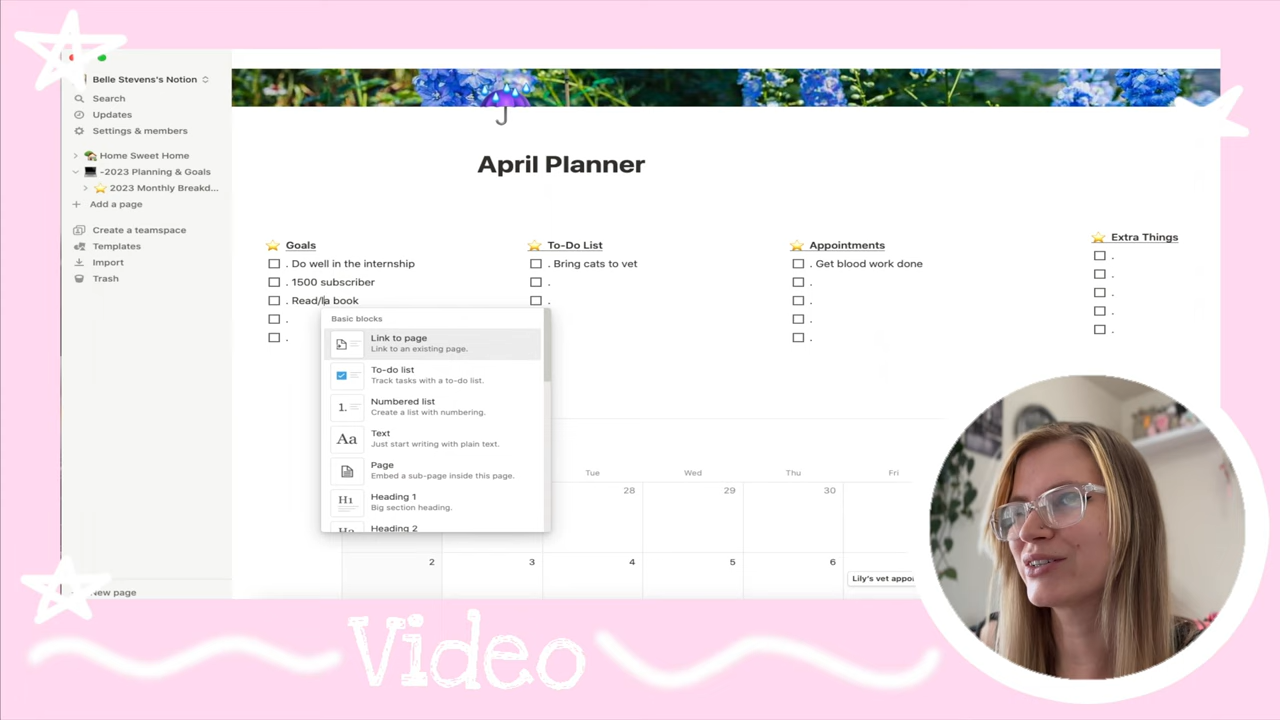 Belle Stevens's Notion
Search
Updates
Settings & members
Home Sweet Home
-2023 Planning & Goals
2023 Monthly Breakd...
Add a page
Create a teamspace
Templates
Import
Trash
New page
April Planner
Goals
. Do well in the internship
. 1500 subscriber
. Read/la book
.
.
To-Do List
. Bring cats to vet
.
.
Appointments
. Get blood work done
.
.
.
.
Extra Things
.
.
.
.
.
Basic blocks
Link to page
Link to an existing page.
To-do list
Track tasks with a to-do list.
1.
Numbered list
Create a list with numbering.
Aa
Text
Just start writing with plain text.
Page
Embed a sub-page inside this page.
H1
Heading 1
Big section heading.
Heading 2
Tue Wed Thu Fri
28 29 30
2 3 4 5 6
Lily's vet appoi
Video